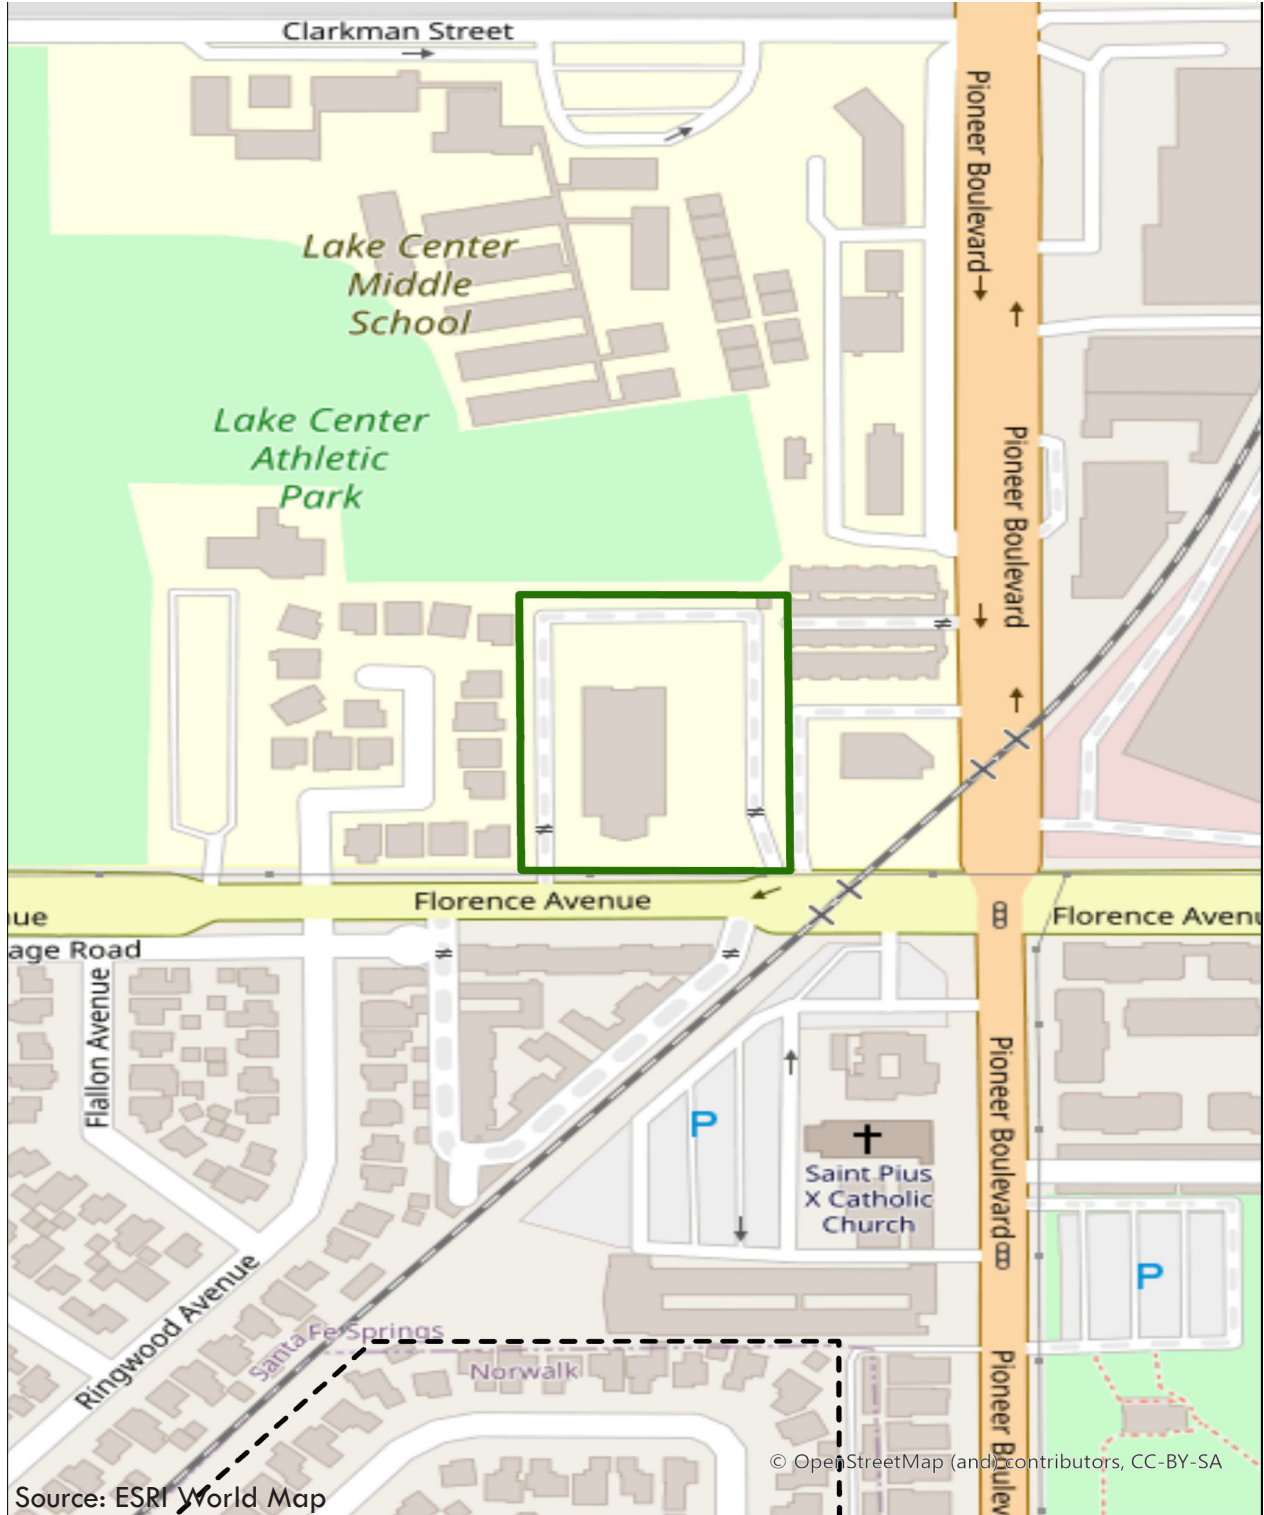 Clarkman Street
Pioneer Boulevard
Lake Center
Middle
School
Lake Center
Athletic
Park
Pioneer Boulevard
Florence Avenue
nue
Florence Avenu
age Road
Flallon Avenue
Pioneer Boulevard
P
Saint Pius
X Catholic
Church
P
Ringwood Avenue
Santa Fe Springs
Norwalk
Pioneer Boulev
© OpenStreetMap (and) contributors, CC-BY-SA
Source: ESRI World Map